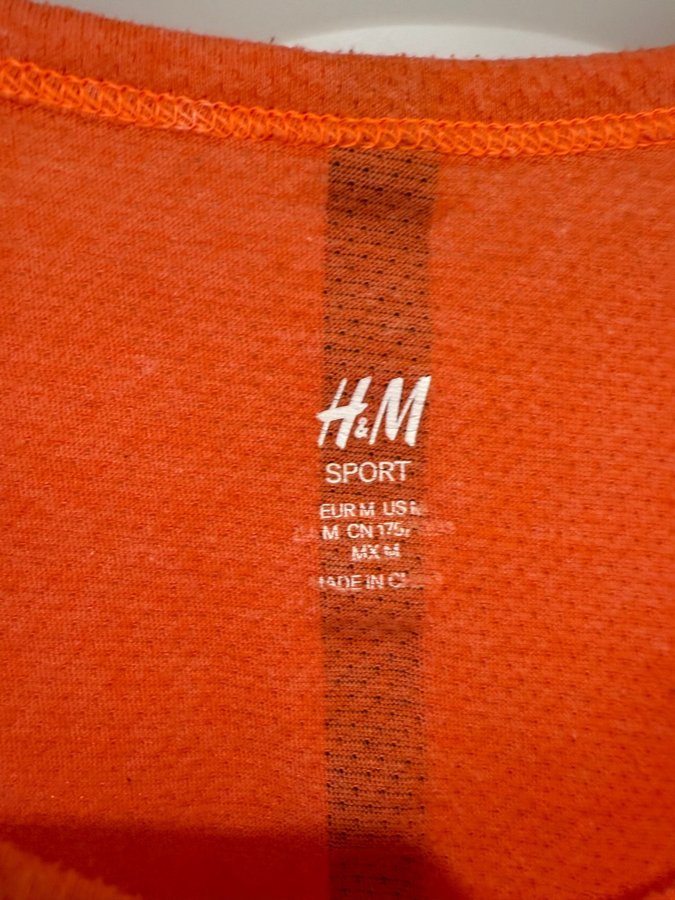 H&M
SPORT
EUR M US M
M CN 175/
MX M
MADE IN